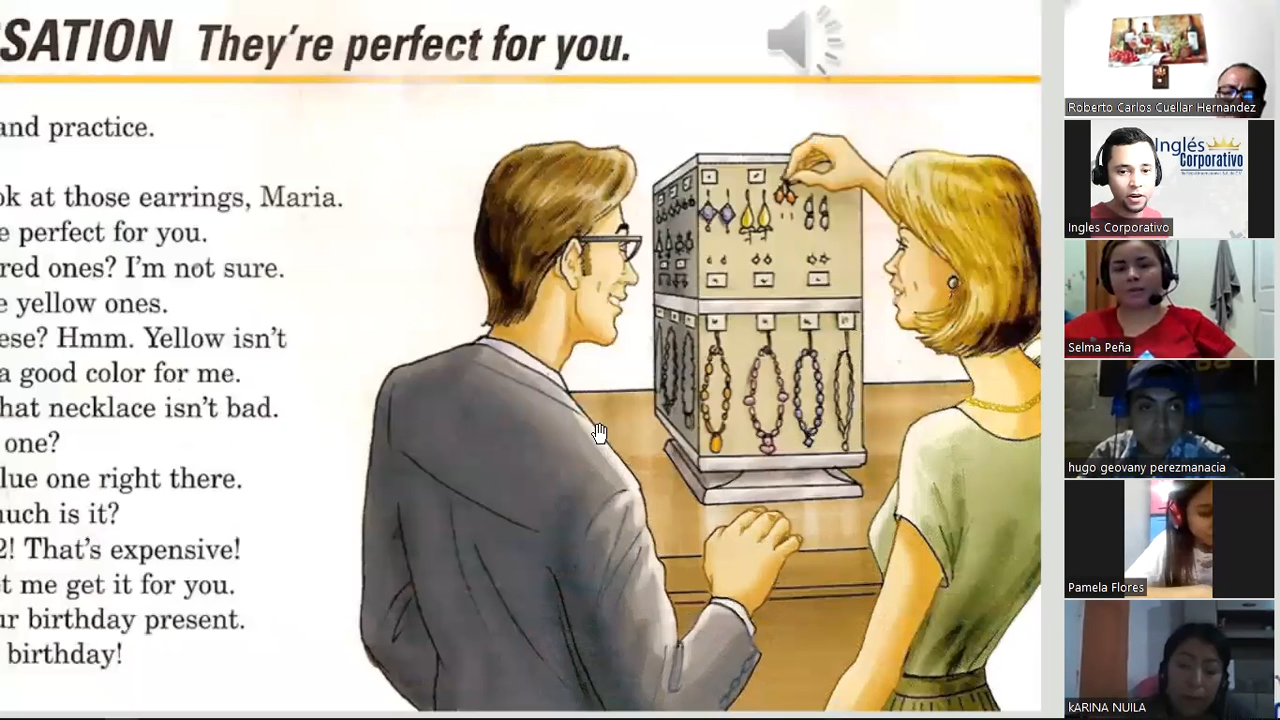 SATION They're perfect for you.
and practice.
ok at those earrings, Maria.
e perfect for you.
red ones? I'm not sure.
e yellow ones.
ese? Hmm. Yellow isn't
a good color for me.
hat necklace isn't bad.
one?
lue one right there.
uch is it?
2! That's expensive!
t me get it for you.
ur birthday present.
birthday!
Roberto Carlos Cuellar Hernandez
Inglés
Corporativo
Ingles Corporativo
Selma Peña
hugo geovany perezmanacia
Pamela Flores
kARINA NUILA